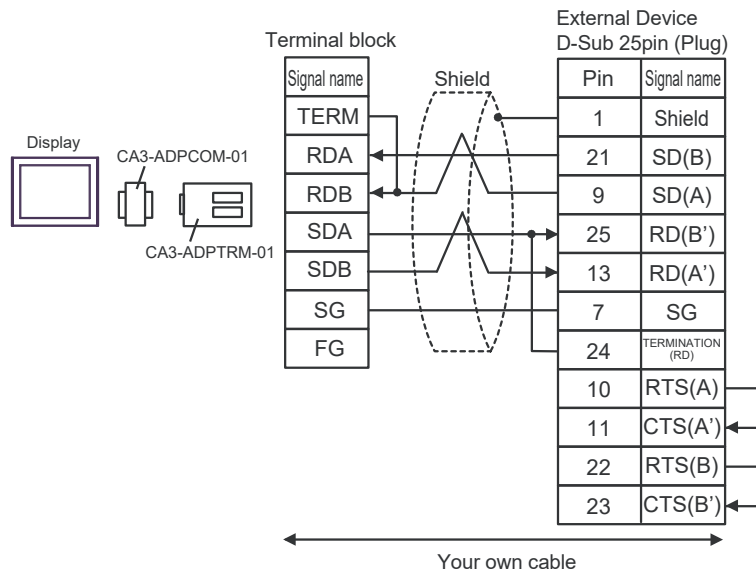 External Device
Terminal block
D-Sub 25pin (Plug)
Signal name
Shield
Pin
Signal name
TERM
1
Shield
Display
CA3-ADPCOM-01
RDA
21
SD(B)
RDB
9
SD(A)
SDA
25
RD(B’)
CA3-ADPTRM-01
SDB
13
RD(A’)
SG
7
SG
FG
24
TERMINATION
(RD)
10
RTS(A)
11
CTS(A’)
22
RTS(B)
23
CTS(B’)
Your own cable